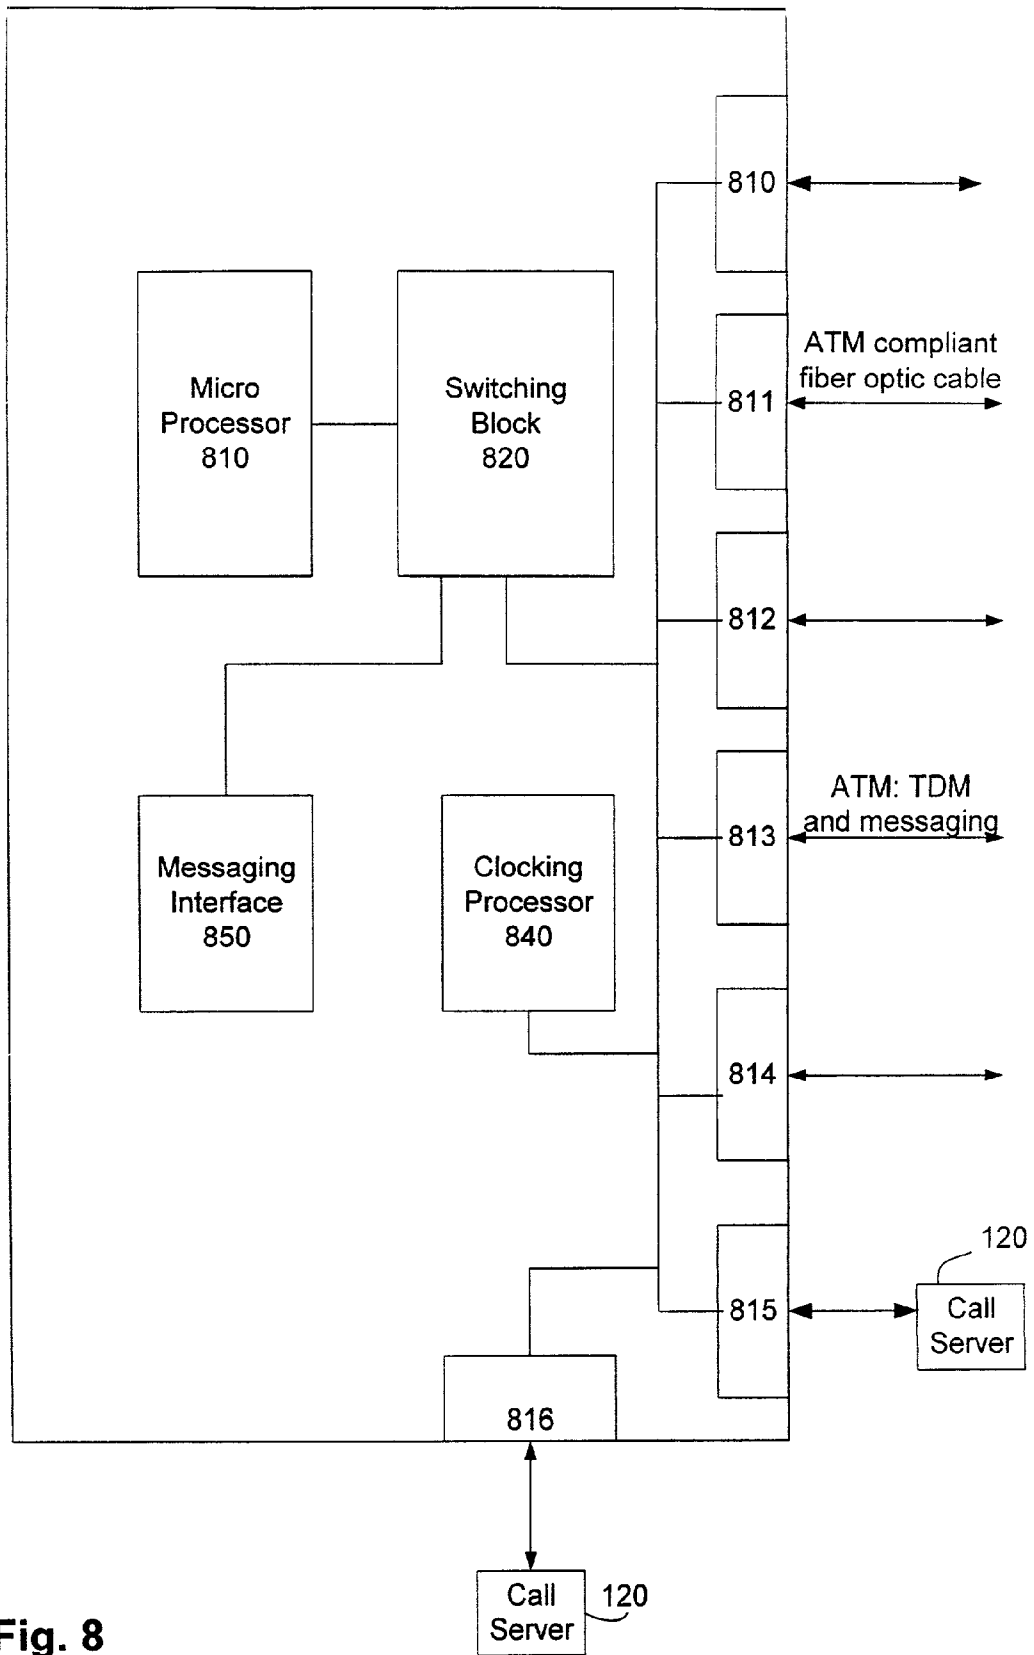 810
ATM compliant
fiber optic cable
811
Micro
Processor
810
Switching
Block
820
812
ATM: TDM
and messaging
813
Messaging
Interface
850
Clocking
Processor
840
814
120
815
Call
Server
816
Call
Server
120
Fig. 8